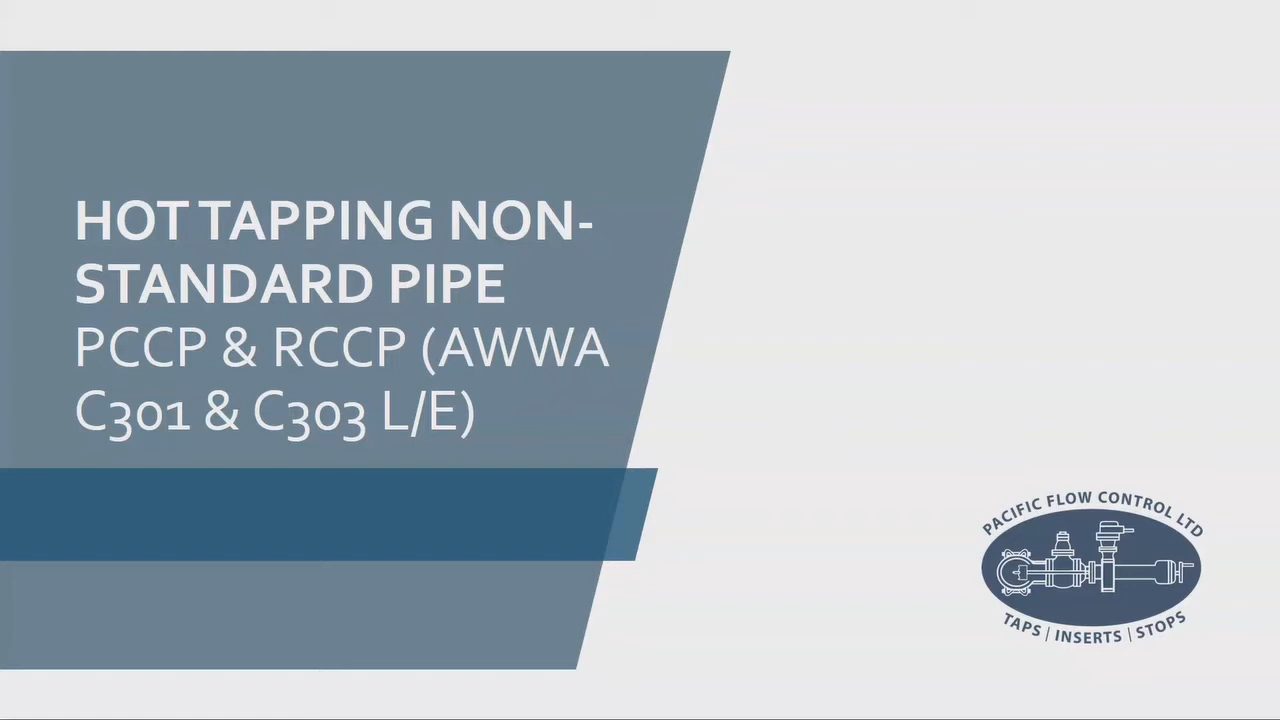 HOT TAPPING NON-
STANDARD PIPE
PCCP & RCCP (AWWA
C301 & C303 L/E)
PACIFIC FLOW CONTROL LTD
TAPS | INSERTS | STOPS